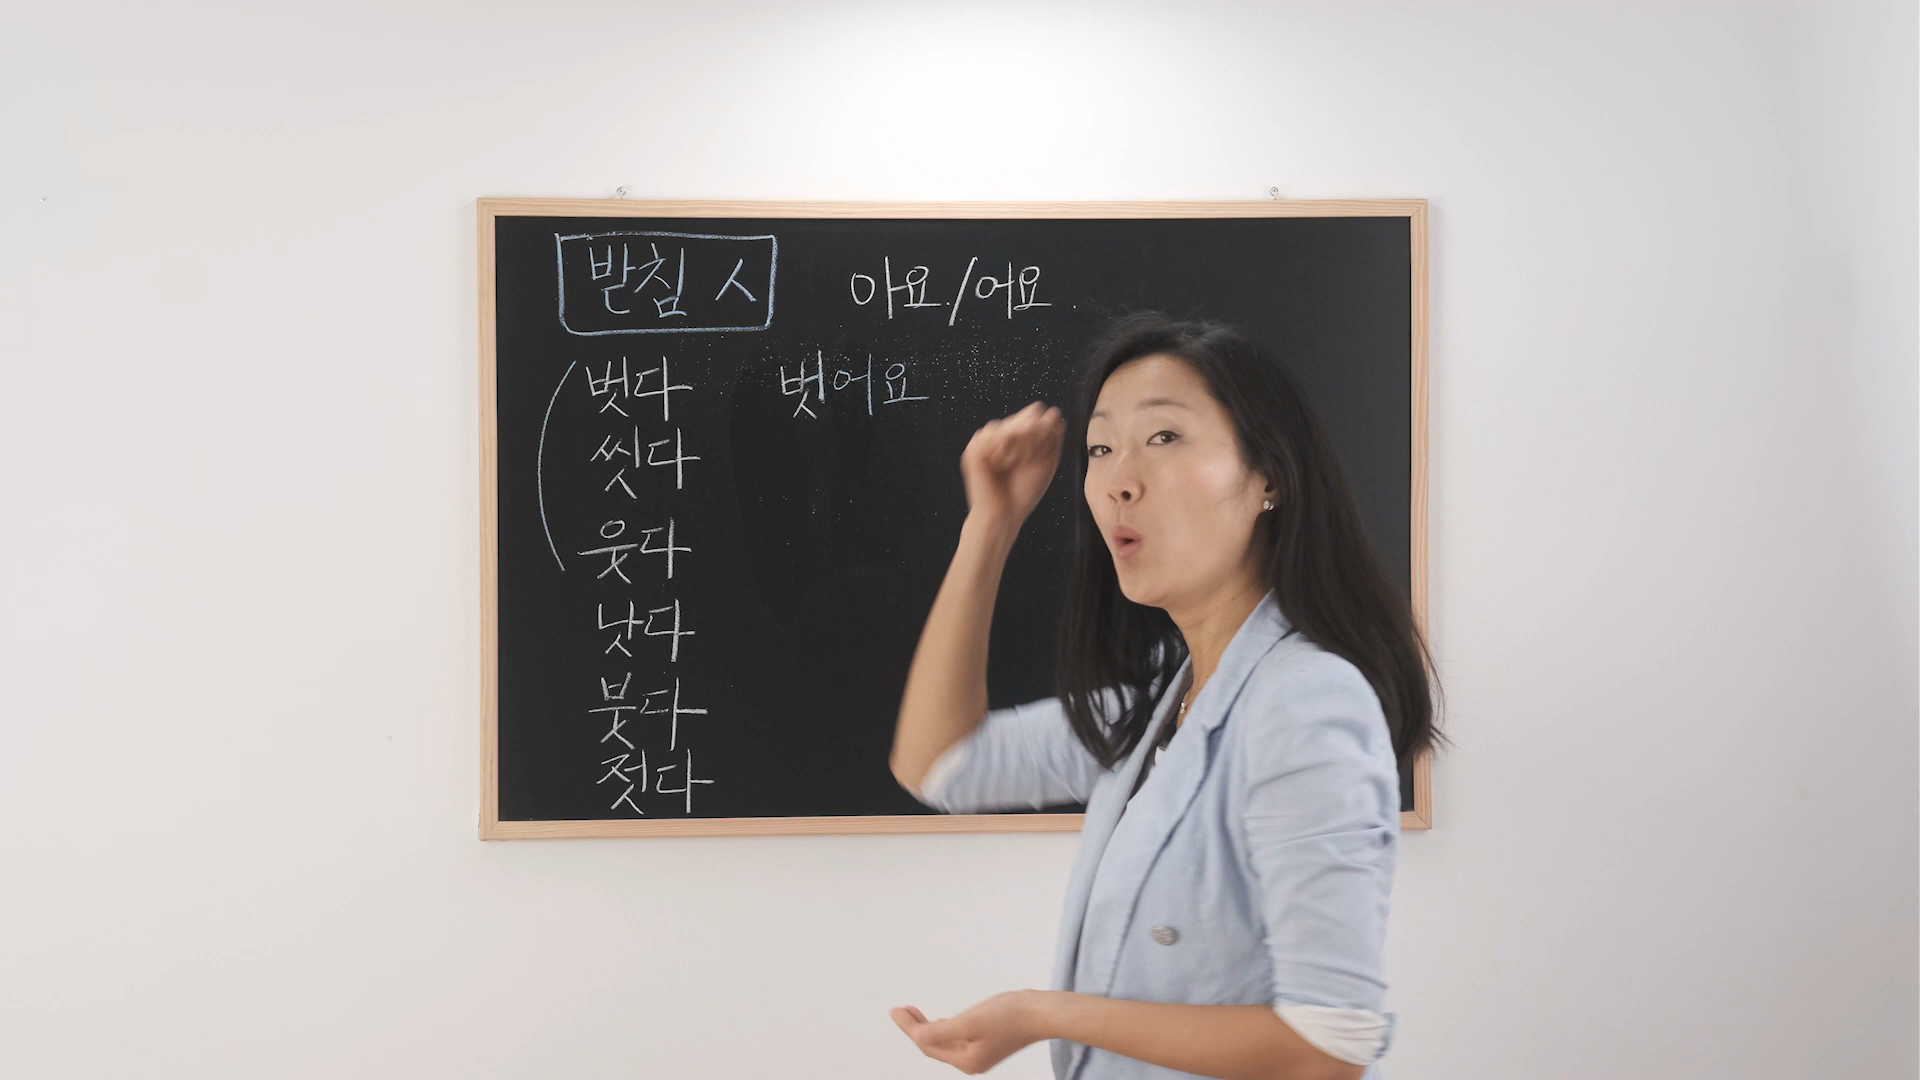 받침 ㅅ 아요./어요.
벗다 벗어요
씻다
웃다
낫다
붓다
젓다